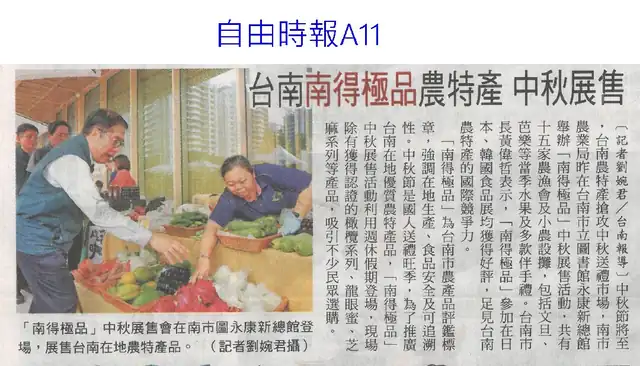 自由時報A11
台南南得極品農特產 中秋展售
〔記者劉婉君／台南報導〕中秋節將至
，台南農特產搶攻中秋送禮市場，南市
農業局昨在台南市立圖書館永康新總館
舉辦「南得極品」中秋展售活動，共有
十五家農漁會及小農設攤，包括文旦、
芭樂等當季水果及多款伴手禮。台南市
長黃偉哲表示，「南得極品」參加在日
本、韓國食品展均獲得好評，足見台南
農特產的國際競爭力。
「南得極品」為台南市農產品評鑑標
章，強調在地生產、食品安全及可追溯
性。中秋節是國人送禮旺季，為了推廣
台南在地優質農特產品，「南得極品」
中秋展售活動利用週休假期登場，現場
除有獲得認證的橄欖系列、龍眼蜜、芝
麻系列等產品，吸引不少民眾選購。
「南得極品」中秋展售會在南市圖永康新總館登
場，展售台南在地農特產品。（記者劉婉君攝）